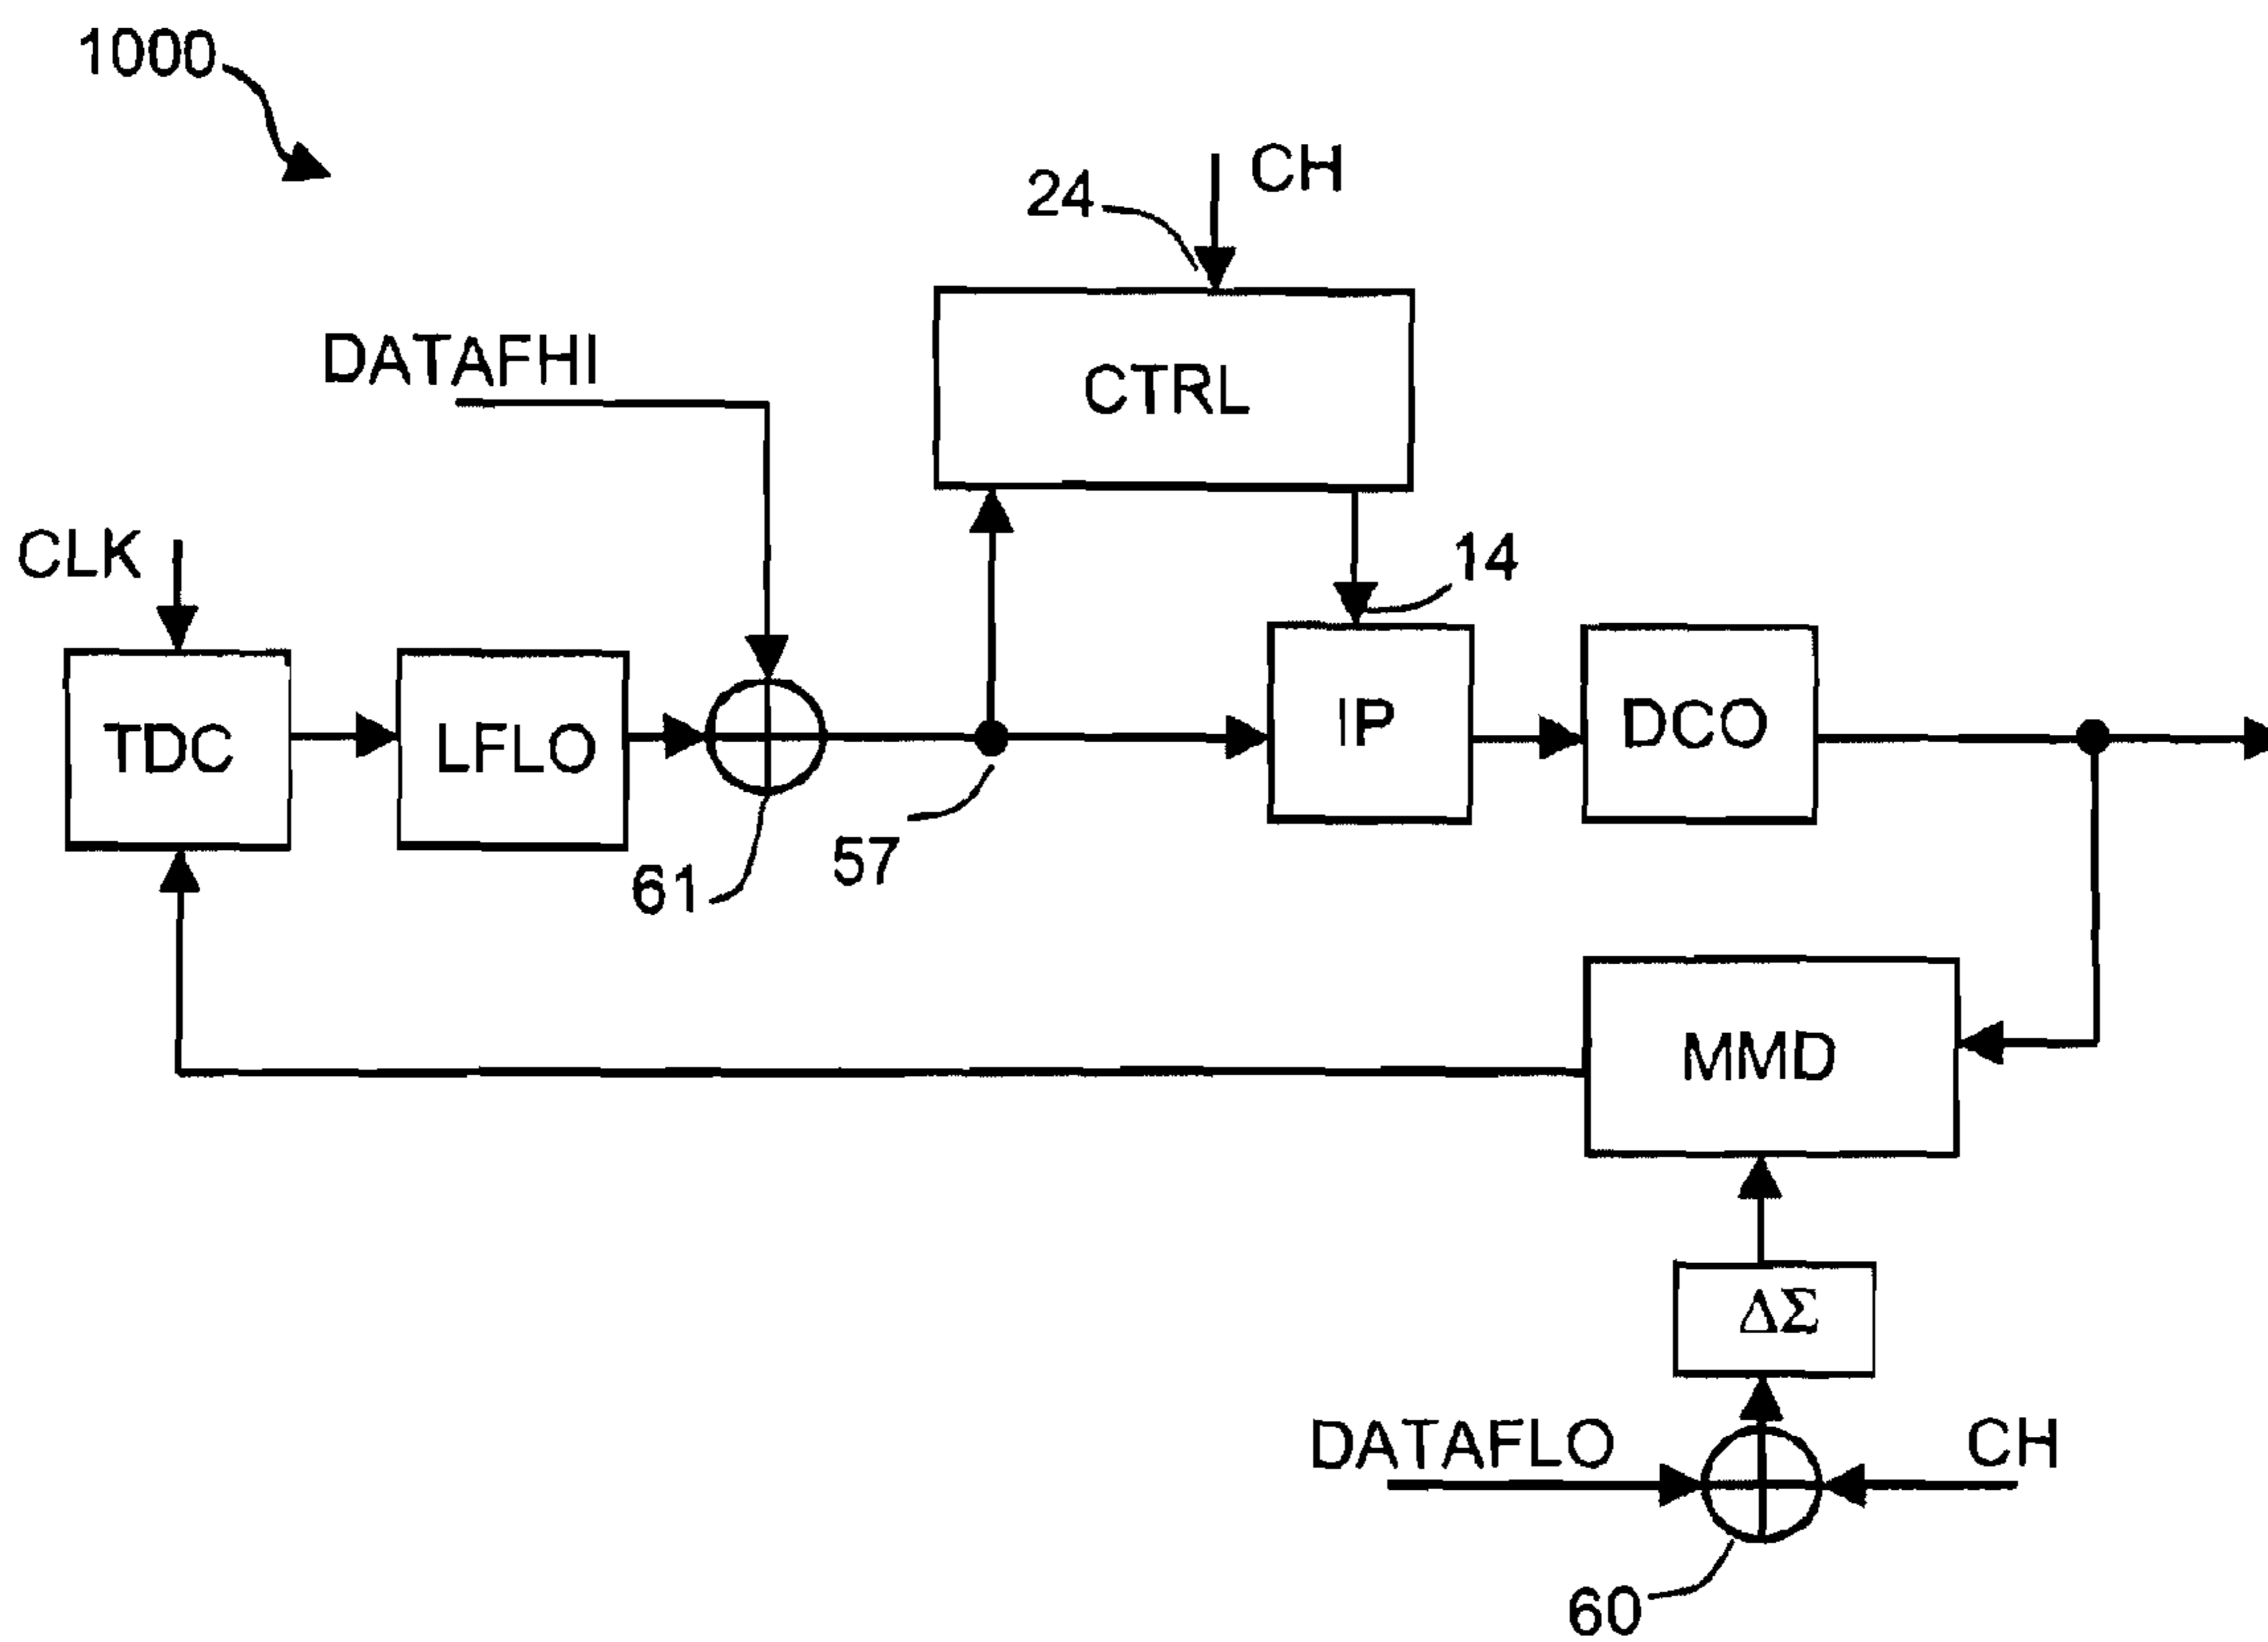 1000
CH
24
DATAFHI
CTRL
CLK
14
TDC
LFLO
IP
DCO
57
61
MMD
ΔΣ
DATAFLO
CH
60